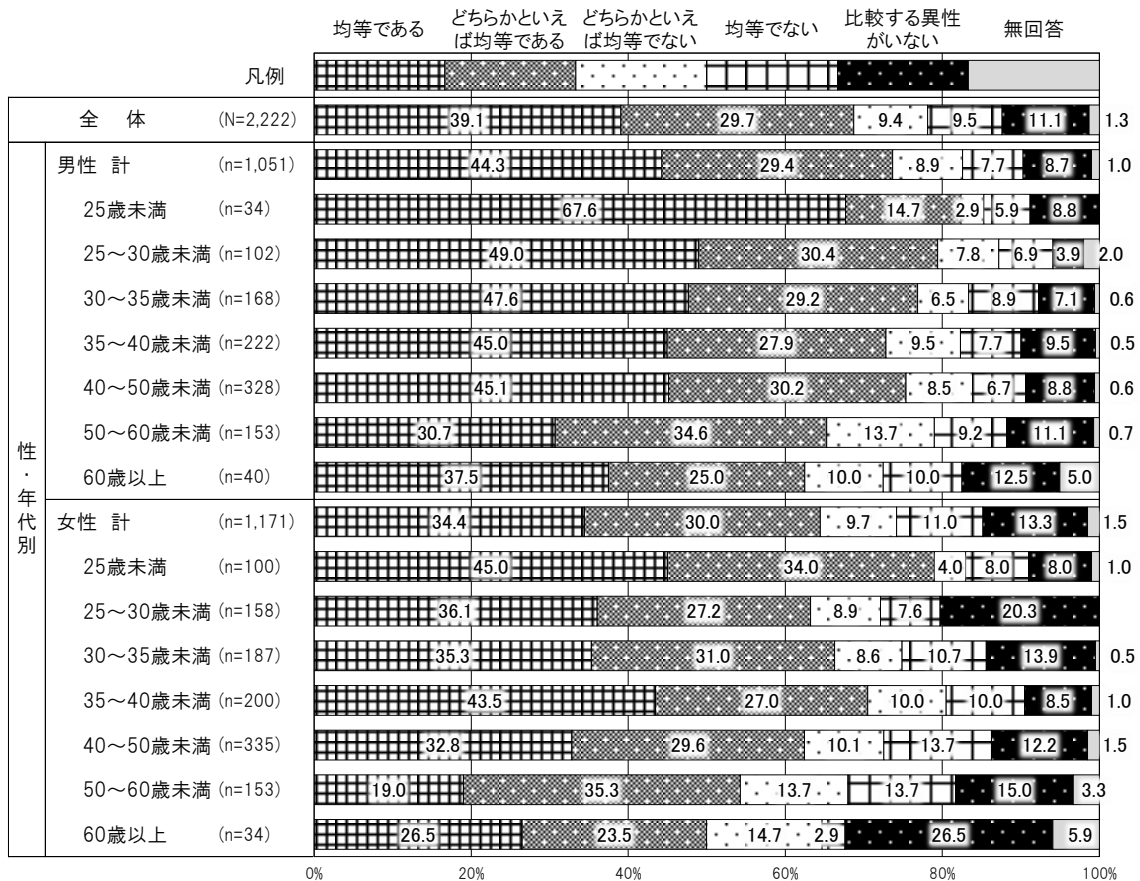 均等である
どちらかといえ
ば均等である
どちらかといえ
ば均等でない
均等でない
比較する異性
がいない
無回答
凡例
全 体 (N=2,222) 39.1 29.7 9.4 9.5 11.1 1.3
性・年代別
男性 計 (n=1,051) 44.3 29.4 8.9 7.7 8.7 1.0
25歳未満 (n=34) 67.6 14.7 2.9 5.9 8.8
25～30歳未満 (n=102) 49.0 30.4 7.8 6.9 3.9 2.0
30～35歳未満 (n=168) 47.6 29.2 6.5 8.9 7.1 0.6
35～40歳未満 (n=222) 45.0 27.9 9.5 7.7 9.5 0.5
40～50歳未満 (n=328) 45.1 30.2 8.5 6.7 8.8 0.6
50～60歳未満 (n=153) 30.7 34.6 13.7 9.2 11.1 0.7
60歳以上 (n=40) 37.5 25.0 10.0 10.0 12.5 5.0
女性 計 (n=1,171) 34.4 30.0 9.7 11.0 13.3 1.5
25歳未満 (n=100) 45.0 34.0 4.0 8.0 8.0 1.0
25～30歳未満 (n=158) 36.1 27.2 8.9 7.6 20.3
30～35歳未満 (n=187) 35.3 31.0 8.6 10.7 13.9 0.5
35～40歳未満 (n=200) 43.5 27.0 10.0 10.0 8.5 1.0
40～50歳未満 (n=335) 32.8 29.6 10.1 13.7 12.2 1.5
50～60歳未満 (n=153) 19.0 35.3 13.7 13.7 15.0 3.3
60歳以上 (n=34) 26.5 23.5 14.7 2.9 26.5 5.9
0% 20% 40% 60% 80% 100%